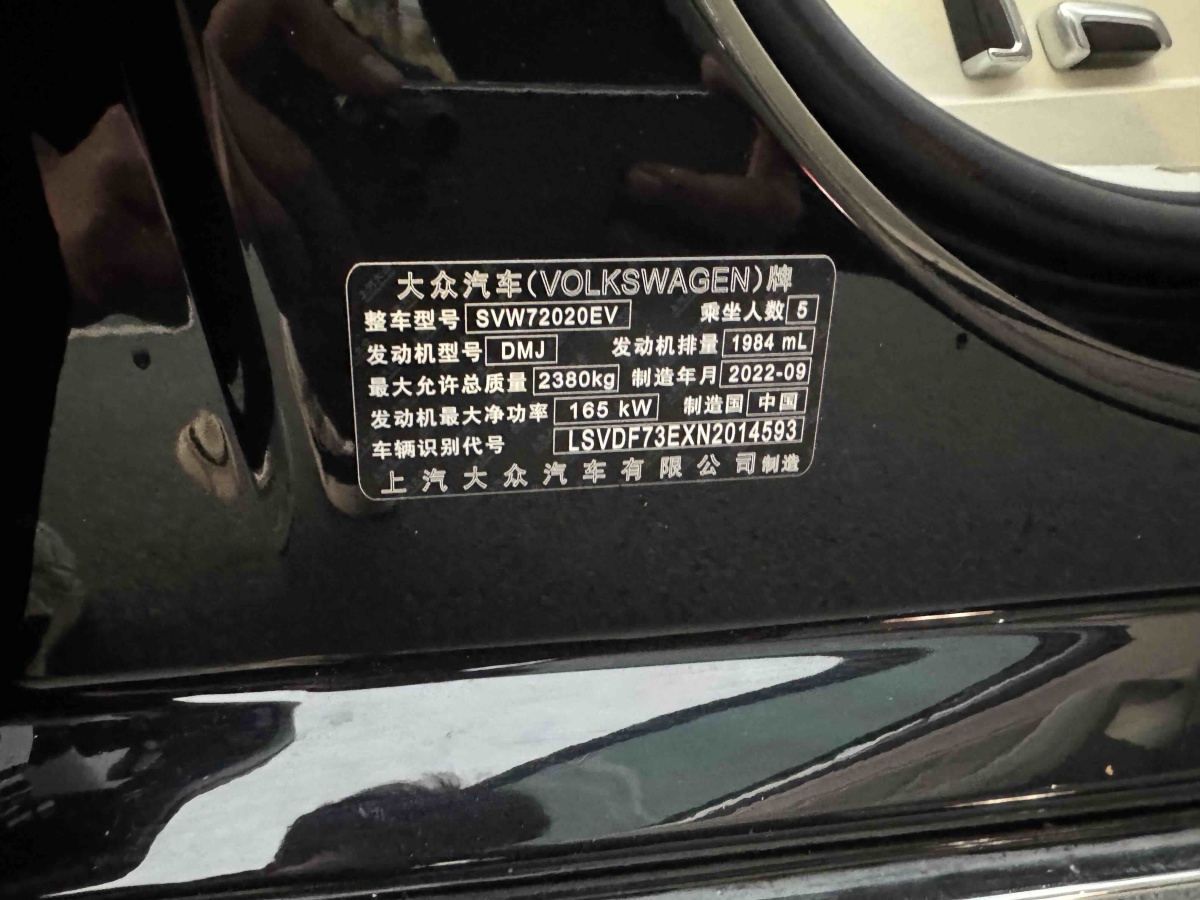 大众汽车(VOLKSWAGEN)牌
整车型号 SVW72020EV 乘坐人数 5
发动机型号 DMJ 发动机排量 1984 mL
最大允许总质量 2380kg 制造年月 2022-09
发动机最大净功率 165 kW 制造国 中国
车辆识别代号 LSVDF73EXN2014593
上汽大众汽车有限公司制造